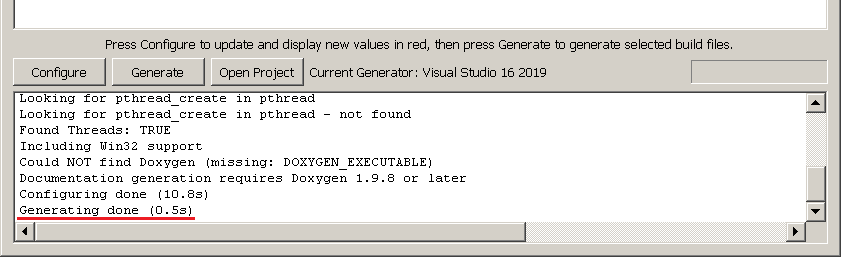 Press Configure to update and display new values in red, then press Generate to generate selected build files.
Configure Generate Open Project Current Generator: Visual Studio 16 2019
Looking for pthread_create in pthread
Looking for pthread_create in pthread - not found
Found Threads: TRUE
Including Win32 support
Could NOT find Doxygen (missing: DOXYGEN_EXECUTABLE)
Documentation generation requires Doxygen 1.9.8 or later
Configuring done (10.8s)
Generating done (0.5s)